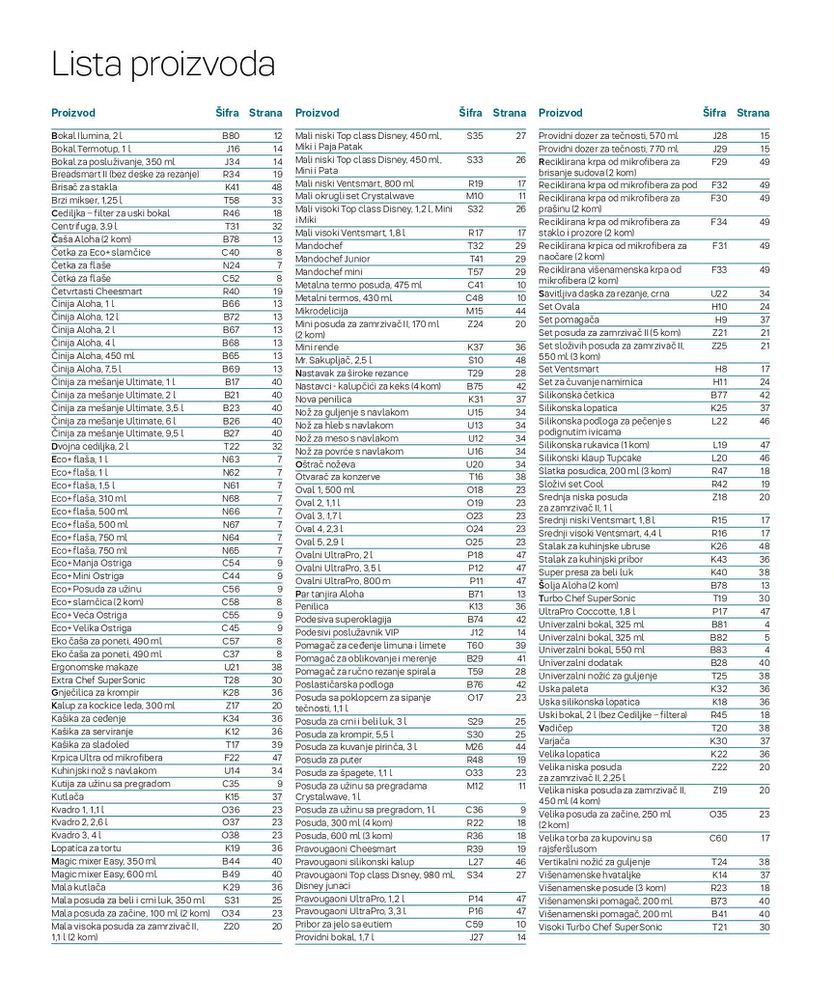 Lista proizvoda
Proizvod Šifra Strana
Bokal Ilumina, 2 l B80 12
Bokal Termotup, 1 l J16 14
Bokal za posluživanje, 350 ml J34 14
Breadsmart II (bez deske za rezanje) R34 19
Brisač za stakla K41 48
Brzi mikser, 1,25 l T58 33
Cediljka – filter za uski bokal R46 18
Centrifuga, 3.9 l T31 32
Čaša Aloha (2 kom) B78 13
Četka za Eco+ slamčice C40 8
Četka za flaše N24 7
Četka za flaše C52 8
Četvrtasti Cheesmart R40 19
Činija Aloha, 1 l B66 13
Činija Aloha, 12 l B72 13
Činija Aloha, 2 l B67 13
Činija Aloha, 4 l B68 13
Činija Aloha, 450 ml B65 13
Činija Aloha, 7,5 l B69 13
Činija za mešanje Ultimate, 1 l B17 40
Činija za mešanje Ultimate, 2 l B21 40
Činija za mešanje Ultimate, 3,5 l B23 40
Činija za mešanje Ultimate, 6 l B26 40
Činija za mešanje Ultimate, 9,5 l B27 40
Dvojna cediljka, 2 l T22 32
Eco+ flaša, 1 l N63 7
Eco+ flaša, 1 l N62 7
Eco+ flaša, 1,5 l N61 7
Eco+ flaša, 310 ml N68 7
Eco+ flaša, 500 ml N66 7
Eco+ flaša, 500 ml N67 7
Eco+ flaša, 750 ml N64 7
Eco+ flaša, 750 ml N65 7
Eco+ Manja Ostriga C54 9
Eco+ Mini Ostriga C44 9
Eco+ Posuda za užinu C56 9
Eco+ slamčica (2 kom) C58 8
Eco+ Veća Ostriga C55 9
Eco+ Velika Ostriga C45 9
Eko čaša za poneti, 490 ml C57 8
Eko čaša za poneti, 490 ml C37 8
Ergonomske makaze U21 38
Extra Chef SuperSonic T28 30
Gnječilica za krompir K28 36
Kalup za kockice leda, 300 ml Z17 20
Kašika za ceđenje K34 36
Kašika za serviranje K12 36
Kašika za sladoled T17 39
Krpica Ultra od mikrofibera F22 47
Kuhinjski nož s navlakom U14 34
Kutija za užinu sa pregradom C35 9
Kutlača K15 37
Kvadro 1, 1,1 l O36 23
Kvadro 2, 2,6 l O37 23
Kvadro 3, 4 l O38 23
Lopatica za tortu K19 36
Magic mixer Easy, 350 ml B44 40
Magic mixer Easy, 600 ml B49 40
Mala kutlača K29 36
Mala posuda za beli i crni luk, 350 ml S31 25
Mala posuda za začine, 100 ml (2 kom) O34 23
Mala visoka posuda za zamrzivač II, Z20 20
1,1 l (2 kom)
Proizvod Šifra Strana
Mali niski Top class Disney, 450 ml, S35 27
Miki i Paja Patak
Mali niski Top class Disney, 450 ml, S33 26
Mini i Pata
Mali niski Ventsmart, 800 ml R19 17
Mali okrugli set Crystalwave M10 11
Mali visoki Top class Disney, 1,2 l, Mini S32 26
i Miki
Mali visoki Ventsmart, 1,8 l R17 17
Mandochef T32 29
Mandochef Junior T41 29
Mandochef mini T57 29
Metalna termo posuda, 475 ml C41 10
Metalni termos, 430 ml C48 10
Mikrodelicija M15 44
Mini posuda za zamrzivač II, 170 ml Z24 20
(2 kom)
Mini rende K37 36
Mr. Sakupljač, 2,5 l S10 48
Nastavak za široke rezance T29 28
Nastavci - kalupčići za keks (4 kom) B75 42
Nova penilica K31 37
Nož za guljenje s navlakom U15 34
Nož za hleb s navlakom U13 34
Nož za meso s navlakom U12 34
Nož za povrće s navlakom U16 34
Oštrač noževa U20 34
Otvarač za konzerve T16 38
Oval 1, 500 ml O18 23
Oval 2, 1,1 l O19 23
Oval 3, 1,7 l O23 23
Oval 4, 2,3 l O24 23
Oval 5, 2,9 l O25 23
Ovalni UltraPro, 2 l P18 47
Ovalni UltraPro, 3,5 l P12 47
Ovalni UltraPro, 800 m P11 47
Par tanjira Aloha B71 13
Penilica K13 36
Podesiva superoklagija B74 42
Podesivi poslužavnik VIP J12 14
Pomagač za ceđenje limuna i limete T60 39
Pomagač za oblikovanje i merenje B29 41
Pomagač za ručno rezanje spirala T59 28
Poslastičarska podloga B76 42
Posuda sa poklopcem za sipanje O17 23
tečnosti, 1,1 l
Posuda za crni i beli luk, 3 l S29 25
Posuda za krompir, 5,5 l S30 25
Posuda za kuvanje pirinča, 3 l M26 44
Posuda za puter R48 19
Posuda za špagete, 1,1 l O33 23
Posuda za užinu sa pregradama M12 11
Crystalwave, 1 l
Posuda za užinu sa pregradom, 1 l C36 9
Posuda, 300 ml (4 kom) R22 18
Posuda, 600 ml (3 kom) R36 18
Pravougaoni Cheesmart R39 19
Pravougaoni silikonski kalup L27 46
Pravougaoni Top class Disney, 980 ml, S34 27
Disney junaci
Pravougaoni UltraPro, 1,2 l P14 47
Pravougaoni UltraPro, 3,3 l P16 47
Pribor za jelo sa eutiem C59 10
Providni bokal, 1,7 l J27 14
Proizvod Šifra Strana
Providni dozer za tečnosti, 570 ml J28 15
Providni dozer za tečnosti, 770 ml J29 15
Reciklirana krpa od mikrofibera za F29 49
brisanje sudova (2 kom)
Reciklirana krpa od mikrofibera za pod F32 49
Reciklirana krpa od mikrofibera za F30 49
prašinu (2 kom)
Reciklirana krpa od mikrofibera za F34 49
staklo i prozore (2 kom)
Reciklirana krpica od mikrofibera za F31 49
naočare (2 kom)
Reciklirana višenamenska krpa od F33 49
mikrofibera (2 kom)
Savitljiva daska za rezanje, crna U22 34
Set Ovala H10 24
Set pomagača H9 37
Set posuda za zamrzivač II (5 kom) Z21 21
Set složivih posuda za zamrzivač II, Z25 21
550 ml (3 kom)
Set Ventsmart H8 17
Set za čuvanje namirnica H11 24
Silikonska četkica B77 42
Silikonska lopatica K25 37
Silikonska podloga za pečenje s L22 46
podignutim ivicama
Silikonska rukavica (1 kom) L19 47
Silikonski klaup Tupcake L20 46
Slatka posudica, 200 ml (3 kom) R47 18
Složivi set Cool R42 19
Srednja niska posuda Z18 20
za zamrzivač II, 1 l
Srednji niski Ventsmart, 1,8 l R15 17
Srednji visoki Ventsmart, 4,4 l R16 17
Stalak za kuhinjske ubruse K26 48
Stalak za kuhinjski pribor K43 36
Super presa za beli luk K40 38
Šolja Aloha (2 kom) B78 13
Turbo Chef SuperSonic T19 30
UltraPro Coccotte, 1,8 l P17 47
Univerzalni bokal, 325 ml B81 4
Univerzalni bokal, 325 ml B82 5
Univerzalni bokal, 550 ml B83 4
Univerzalni dodatak B28 40
Univerzalni nožić za guljenje T25 38
Uska paleta K32 36
Uska silikonska lopatica K18 36
Uski bokal, 2 l (bez Cediljke – filtera) R45 18
Vadičep T20 38
Varjača K30 37
Velika lopatica K22 36
Velika niska posuda Z22 20
za zamrzivač II, 2,25 l
Velika niska posuda za zamrzivač II, Z19 20
450 ml (4 kom)
Velika posuda za začine, 250 ml O35 23
(2 kom)
Velika torba za kupovinu sa C60 17
rajsferšlusom
Vertikalni nožić za guljenje T24 38
Višenamenske hvataljke K14 37
Višenamenske posude (3 kom) R23 18
Višenamenski pomagač, 200 ml B73 40
Višenamenski pomagač, 200 ml B41 40
Visoki Turbo Chef SuperSonic T21 30